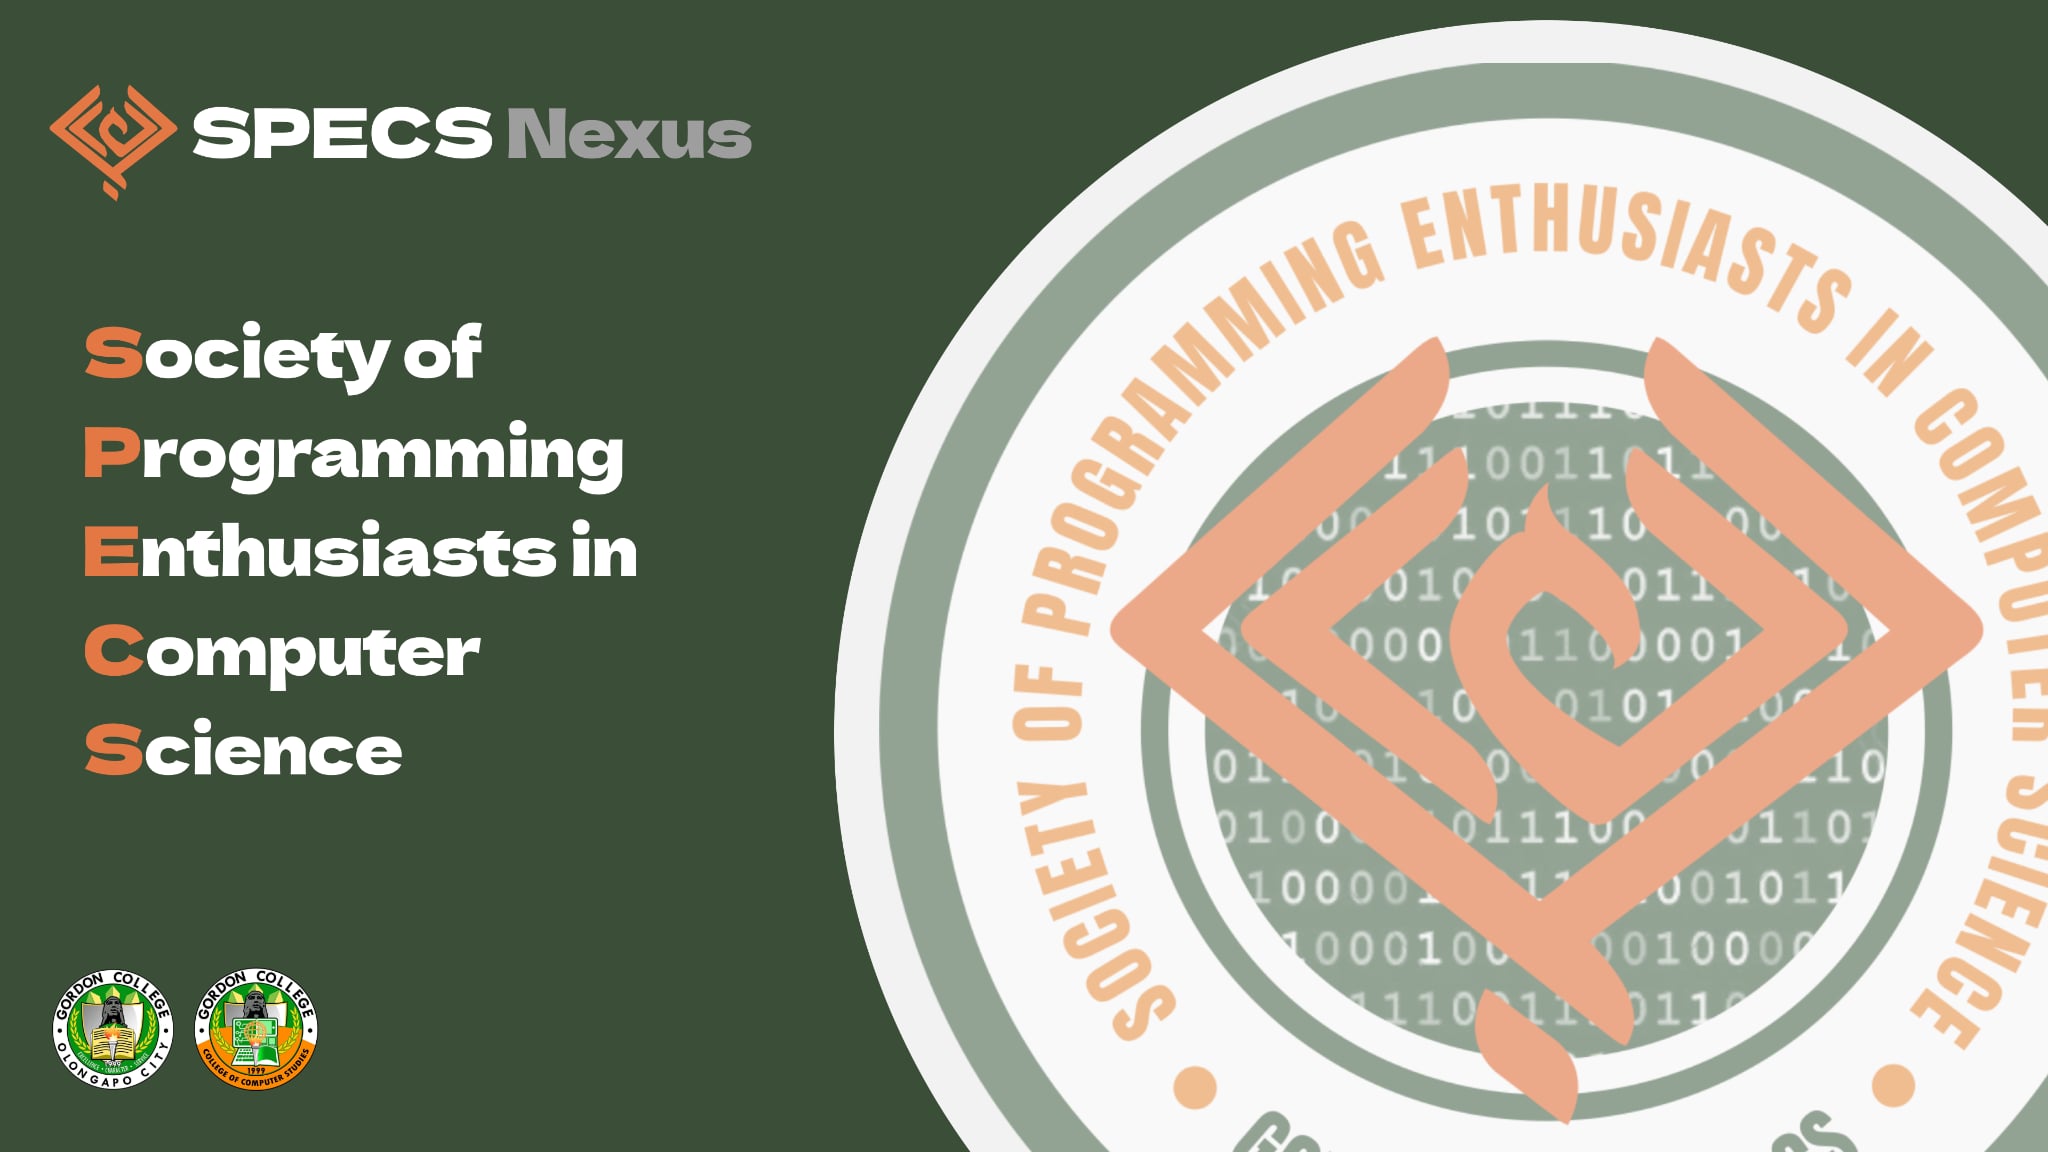 SPECS Nexus
Society of
Programming
Enthusiasts in
Computer
Science
SOCIETY OF PROGRAMMING ENTHUSIASTS IN COMPUTER SCIENCE
GORDON COLLEGE
OLONGAPO CITY
GORDON COLLEGE
1999
COLLEGE OF COMPUTER STUDIES